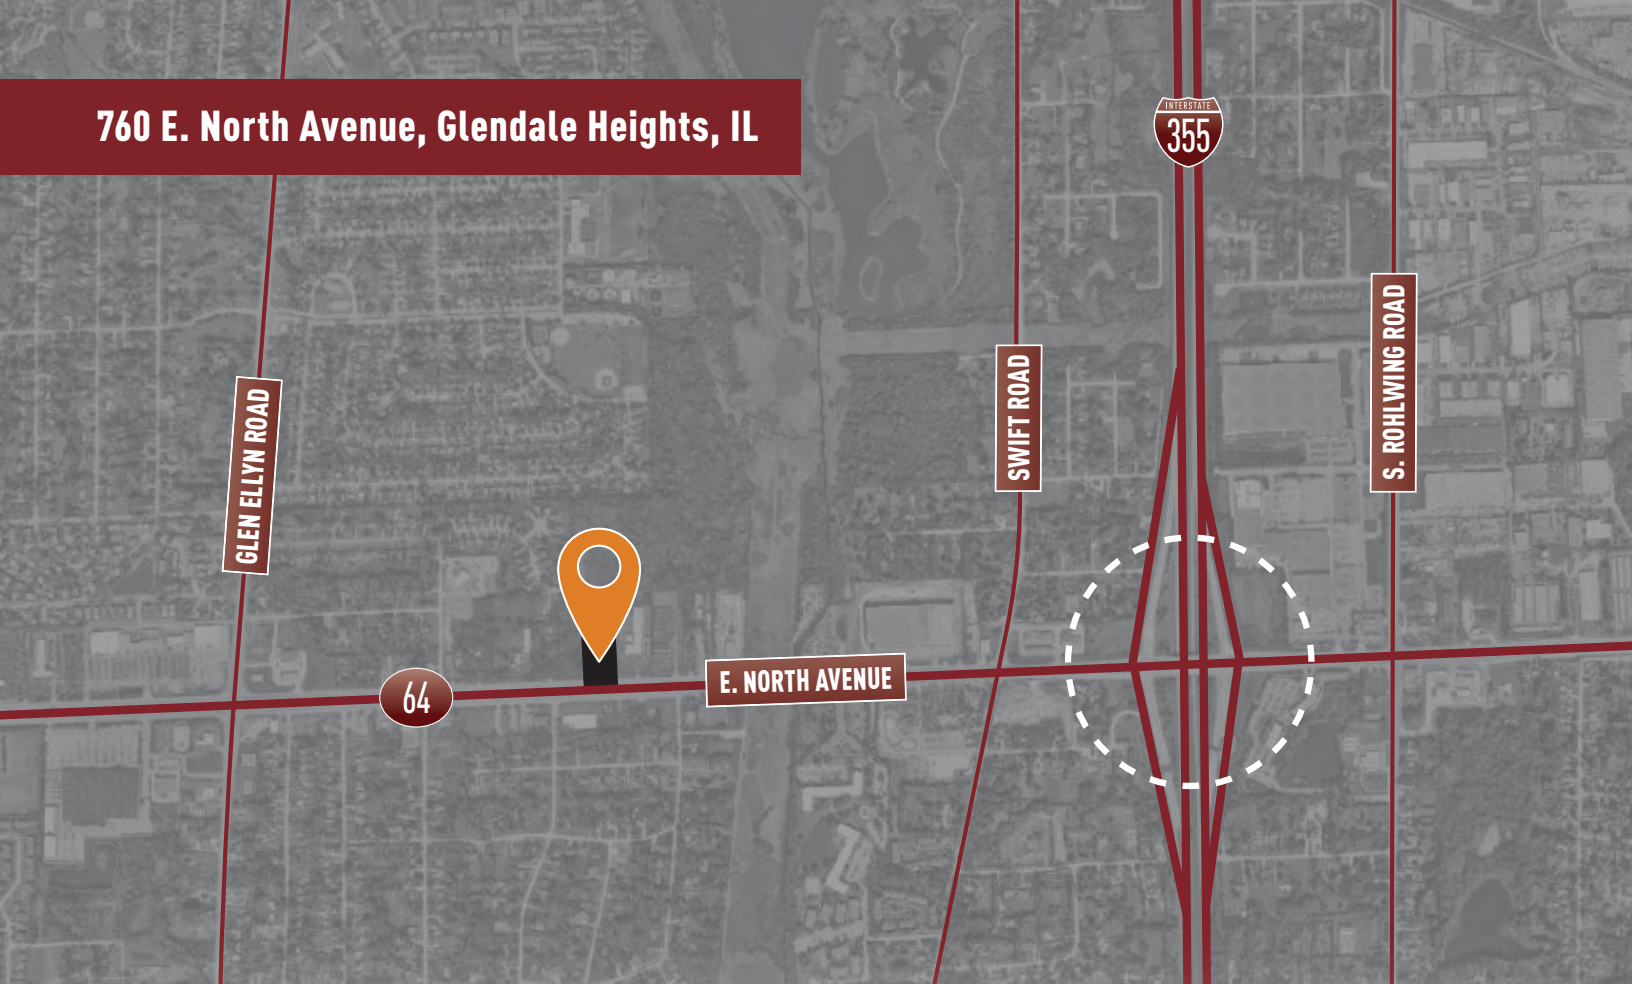 760 E. North Avenue, Glendale Heights, IL
INTERSTATE
355
S. ROHLWING ROAD
SWIFT ROAD
GLEN ELLYN ROAD
E. NORTH AVENUE
64